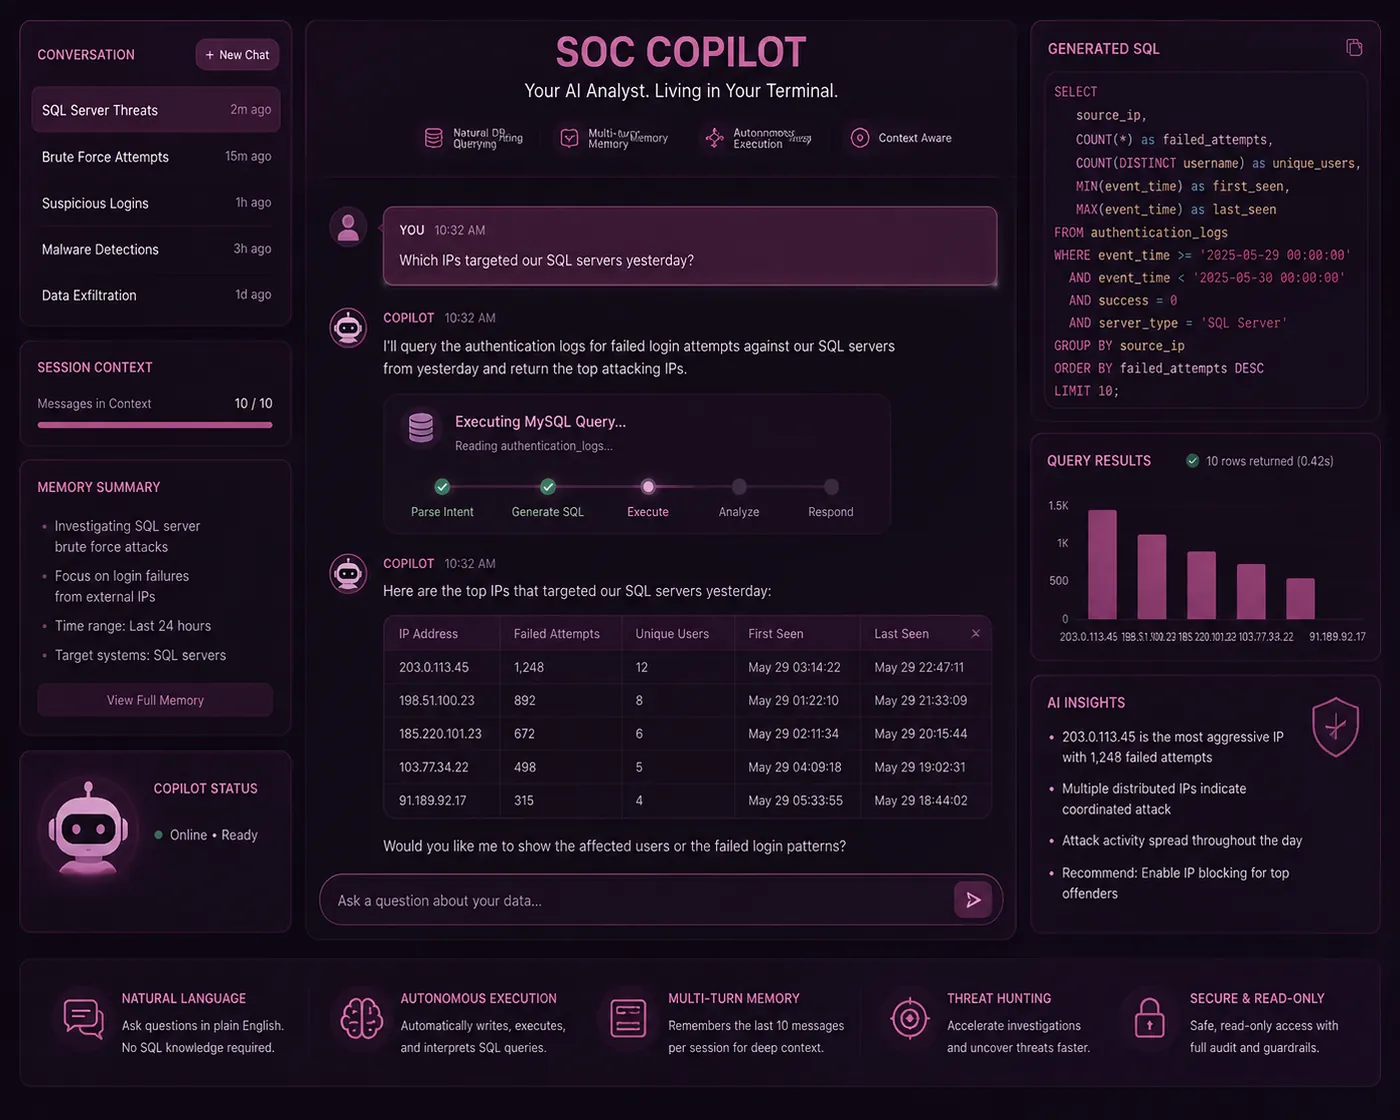 CONVERSATION
+ New Chat
SQL Server Threats 2m ago
Brute Force Attempts 15m ago
Suspicious Logins 1h ago
Malware Detections 3h ago
Data Exfiltration 1d ago
SESSION CONTEXT
Messages in Context 10 / 10
MEMORY SUMMARY
• Investigating SQL server
brute force attacks
• Focus on login failures
from external IPs
• Time range: Last 24 hours
• Target systems: SQL servers
View Full Memory
COPILOT STATUS
Online • Ready
SOC COPILOT
Your AI Analyst. Living in Your Terminal.
Natural
Querying
Multi-
Memory
Autonomous
Execution
Context Aware
YOU 10:32 AM
Which IPs targeted our SQL servers yesterday?
COPILOT 10:32 AM
I'll query the authentication logs for failed login attempts against our SQL servers
from yesterday and return the top attacking IPs.
Executing MySQL Query...
Reading authentication_logs...
Parse Intent Generate SQL Execute Analyze Respond
COPILOT 10:32 AM
Here are the top IPs that targeted our SQL servers yesterday:
IP Address Failed Attempts Unique Users First Seen Last Seen ×
203.0.113.45 1,248 12 May 29 03:14:22 May 29 22:47:11
198.51.100.23 892 8 May 29 01:22:10 May 29 21:33:09
185.220.101.23 672 6 May 29 02:11:34 May 29 20:15:44
103.77.34.22 498 5 May 29 04:09:18 May 29 19:02:31
91.189.92.17 315 4 May 29 05:33:55 May 29 18:44:02
Would you like me to show the affected users or the failed login patterns?
Ask a question about your data...
GENERATED SQL
SELECT
source_ip,
COUNT(*) as failed_attempts,
COUNT(DISTINCT username) as unique_users,
MIN(event_time) as first_seen,
MAX(event_time) as last_seen
FROM authentication_logs
WHERE event_time >= '2025-05-29 00:00:00'
AND event_time < '2025-05-30 00:00:00'
AND success = 0
AND server_type = 'SQL Server'
GROUP BY source_ip
ORDER BY failed_attempts DESC
LIMIT 10;
QUERY RESULTS 10 rows returned (0.42s)
1.5K
1K
500
0
203.0.113.45 103.77.34.22 91.189.92.17
AI INSIGHTS
• 203.0.113.45 is the most aggressive IP
with 1,248 failed attempts
• Multiple distributed IPs indicate
coordinated attack
• Attack activity spread throughout the day
• Recommend: Enable IP blocking for top
offenders
NATURAL LANGUAGE
Ask questions in plain English.
No SQL knowledge required.
AUTONOMOUS EXECUTION
Automatically writes, executes,
and interprets SQL queries.
MULTI-TURN MEMORY
Remembers the last 10 messages
per session for deep context.
THREAT HUNTING
Accelerate investigations
and uncover threats faster.
SECURE & READ-ONLY
Safe, read-only access with
full audit and guardrails.